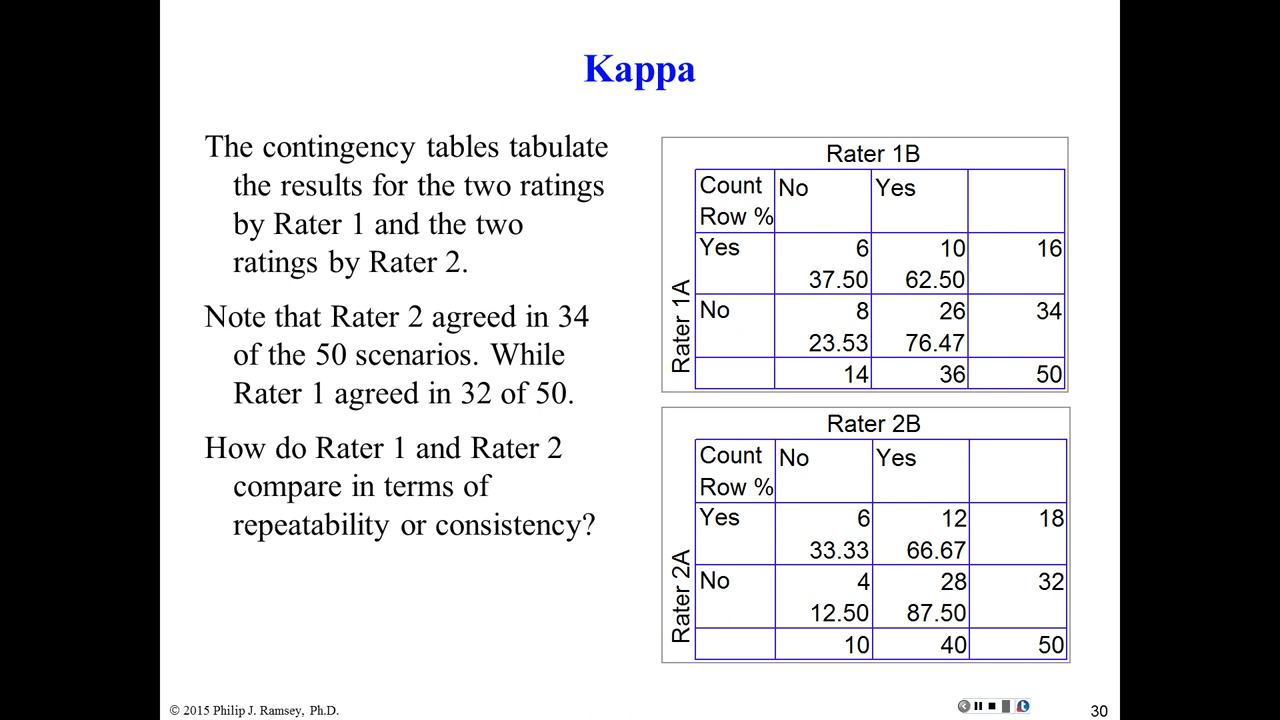 Kappa
The contingency tables tabulate
the results for the two ratings
by Rater 1 and the two
ratings by Rater 2.
Note that Rater 2 agreed in 34
of the 50 scenarios. While
Rater 1 agreed in 32 of 50.
How do Rater 1 and Rater 2
compare in terms of
repeatability or consistency?
Rater 1B
Count No Yes
Row %
Rater 1A
Yes 6 10 16
37.50 62.50
No 8 26 34
23.53 76.47
14 36 50
Rater 2B
Count No Yes
Row %
Rater 2A
Yes 6 12 18
33.33 66.67
No 4 28 32
12.50 87.50
10 40 50
© 2015 Philip J. Ramsey, Ph.D.
30